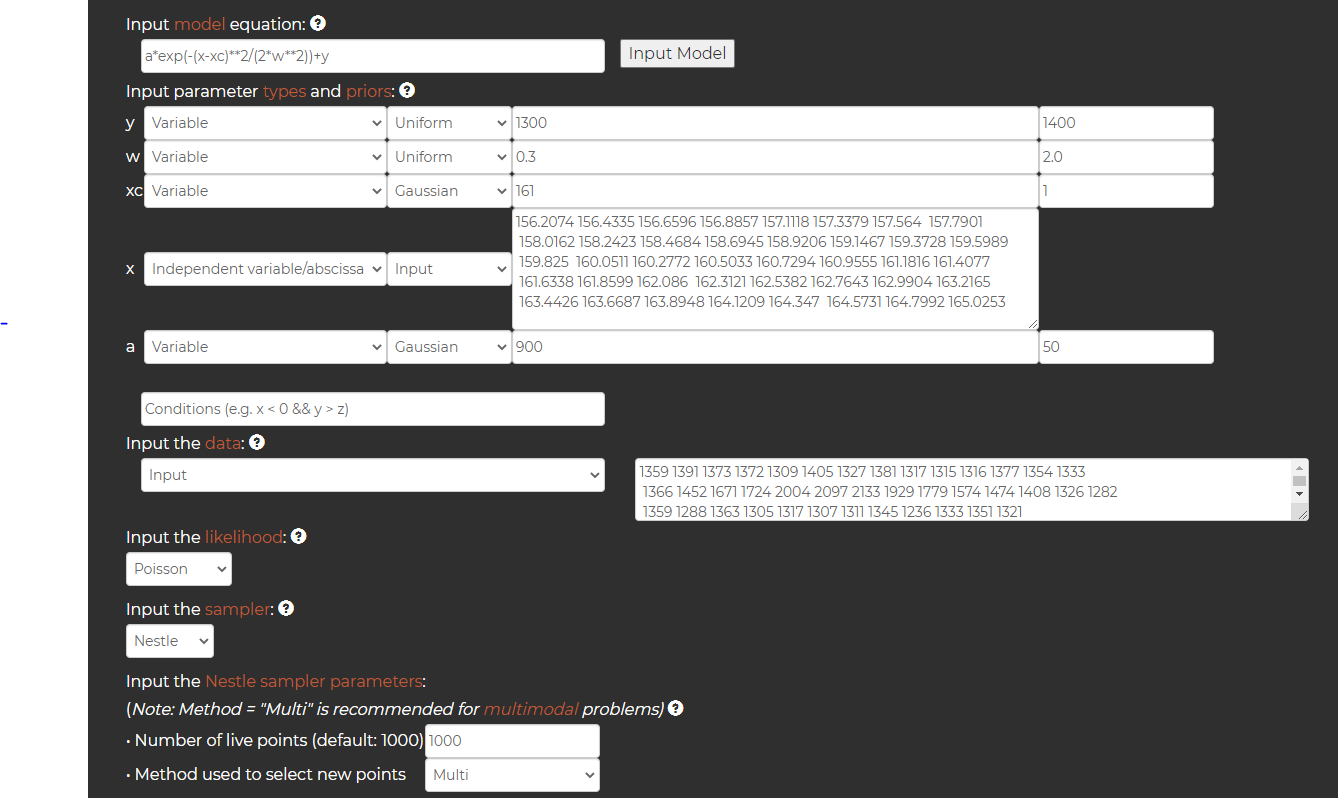 Input model equation:
a*exp(-(x-xc)**2/(2*w**2))+y
Input Model
Input parameter types and priors:
y Variable Uniform 1300 1400
w Variable Uniform 0.3 2.0
xc Variable Gaussian 161 1
156.2074 156.4335 156.6596 156.8857 157.1118 157.3379 157.564 157.7901
158.0162 158.2423 158.4684 158.6945 158.9206 159.1467 159.3728 159.5989
x Independent variable/abscissa Input 159.825 160.0511 160.2772 160.5033 160.7294 160.9555 161.1816 161.4077
161.6338 161.8599 162.086 162.3121 162.5382 162.7643 162.9904 163.2165
163.4426 163.6687 163.8948 164.1209 164.347 164.5731 164.7992 165.0253
a Variable Gaussian 900 50
Conditions (e.g. x < 0 && y > z)
Input the data:
Input
1359 1391 1373 1372 1309 1405 1327 1381 1317 1315 1316 1377 1354 1333
1366 1452 1671 1724 2004 2097 2133 1929 1779 1574 1474 1408 1326 1282
1359 1288 1363 1305 1317 1307 1311 1345 1236 1333 1351 1321
Input the likelihood:
Poisson
Input the sampler:
Nestle
Input the Nestle sampler parameters:
(Note: Method = "Multi" is recommended for multimodal problems)
• Number of live points (default: 1000) 1000
• Method used to select new points Multi